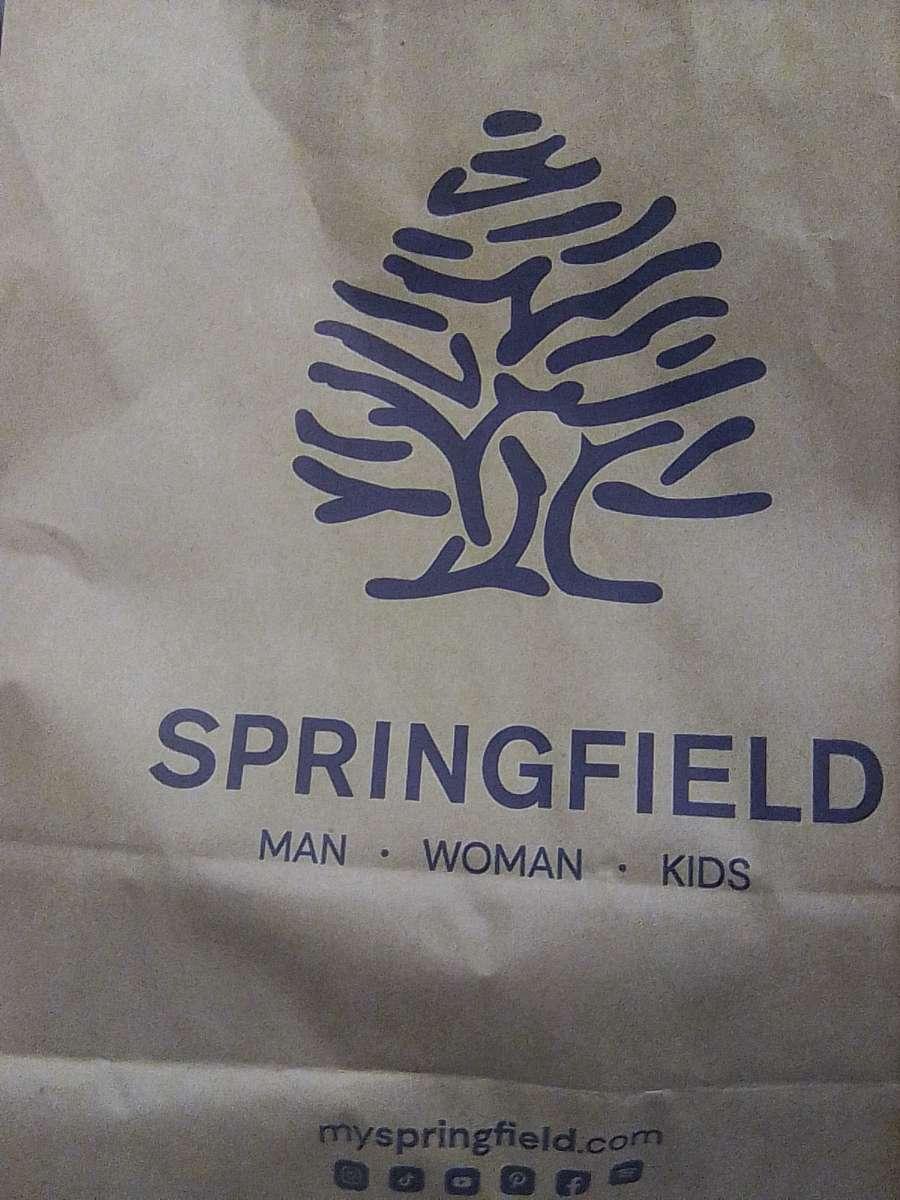 SPRINGFIELD
MAN · WOMAN · KIDS
myspringfield.com